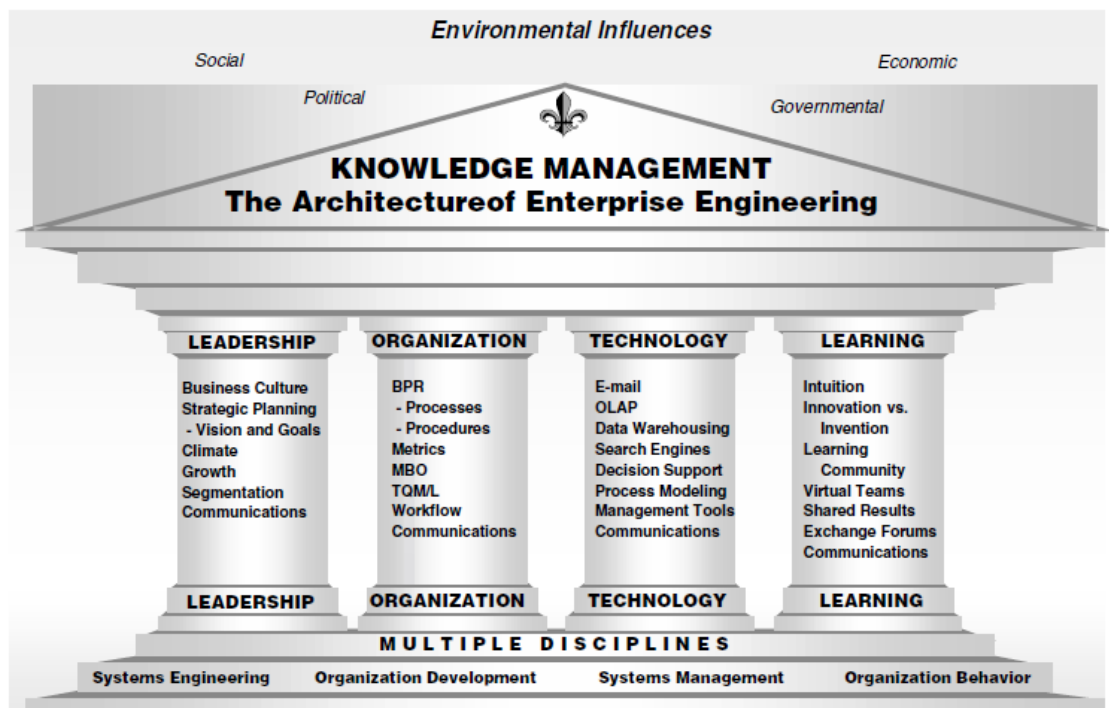 Environmental Influences
Social
Economic
Political
Governmental
KNOWLEDGE MANAGEMENT
The Architectureof Enterprise Engineering
LEADERSHIP
Business Culture
Strategic Planning
- Vision and Goals
Climate
Growth
Segmentation
Communications
LEADERSHIP
ORGANIZATION
BPR
- Processes
- Procedures
Metrics
MBO
TQM/L
Workflow
Communications
ORGANIZATION
TECHNOLOGY
E-mail
OLAP
Data Warehousing
Search Engines
Decision Support
Process Modeling
Management Tools
Communications
TECHNOLOGY
LEARNING
Intuition
Innovation vs.
Invention
Learning
Community
Virtual Teams
Shared Results
Exchange Forums
Communications
LEARNING
MULTIPLE DISCIPLINES
Systems Engineering
Organization Development
Systems Management
Organization Behavior